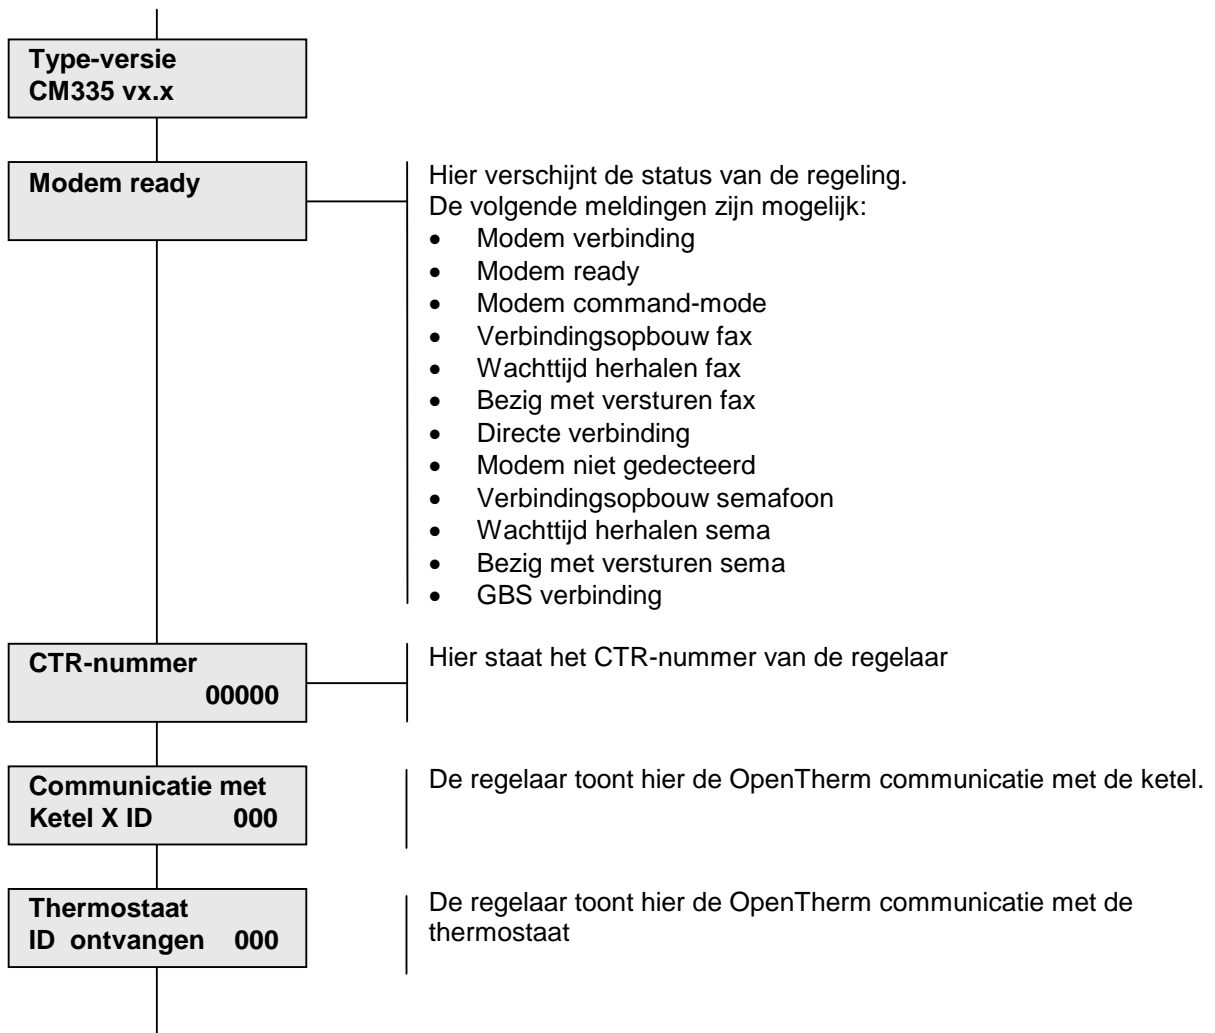 Type-versie
CM335 vx.x
Modem ready
Hier verschijnt de status van de regeling.
De volgende meldingen zijn mogelijk:
• Modem verbinding
• Modem ready
• Modem command-mode
• Verbindingsopbouw fax
• Wachttijd herhalen fax
• Bezig met versturen fax
• Directe verbinding
• Modem niet gedecteerd
• Verbindingsopbouw semafoon
• Wachttijd herhalen sema
• Bezig met versturen sema
• GBS verbinding
CTR-nummer
00000
Hier staat het CTR-nummer van de regelaar
Communicatie met
Ketel X ID 000
De regelaar toont hier de OpenTherm communicatie met de ketel.
Thermostaat
ID ontvangen 000
De regelaar toont hier de OpenTherm communicatie met de
thermostaat